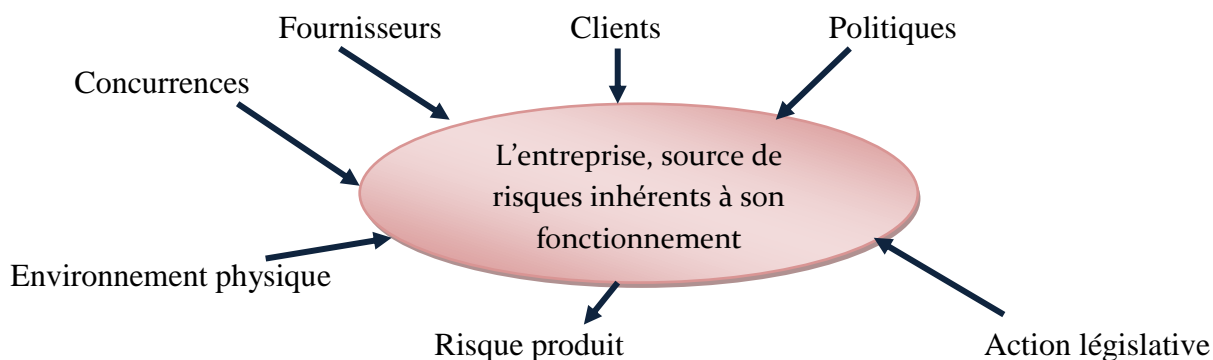 Fournisseurs
Clients
Politiques
Concurrences
L’entreprise, source de
risques inhérents à son
fonctionnement
Environnement physique
Risque produit
Action législative